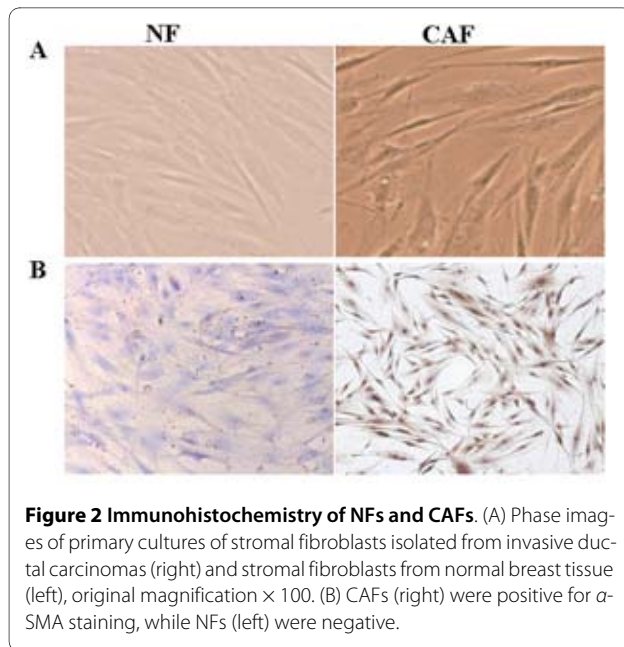 NF CAF
A
B
Figure 2 Immunohistochemistry of NFs and CAFs. (A) Phase imag-
es of primary cultures of stromal fibroblasts isolated from invasive duc-
tal carcinomas (right) and stromal fibroblasts from normal breast tissue
(left), original magnification × 100. (B) CAFs (right) were positive for α-
SMA staining, while NFs (left) were negative.